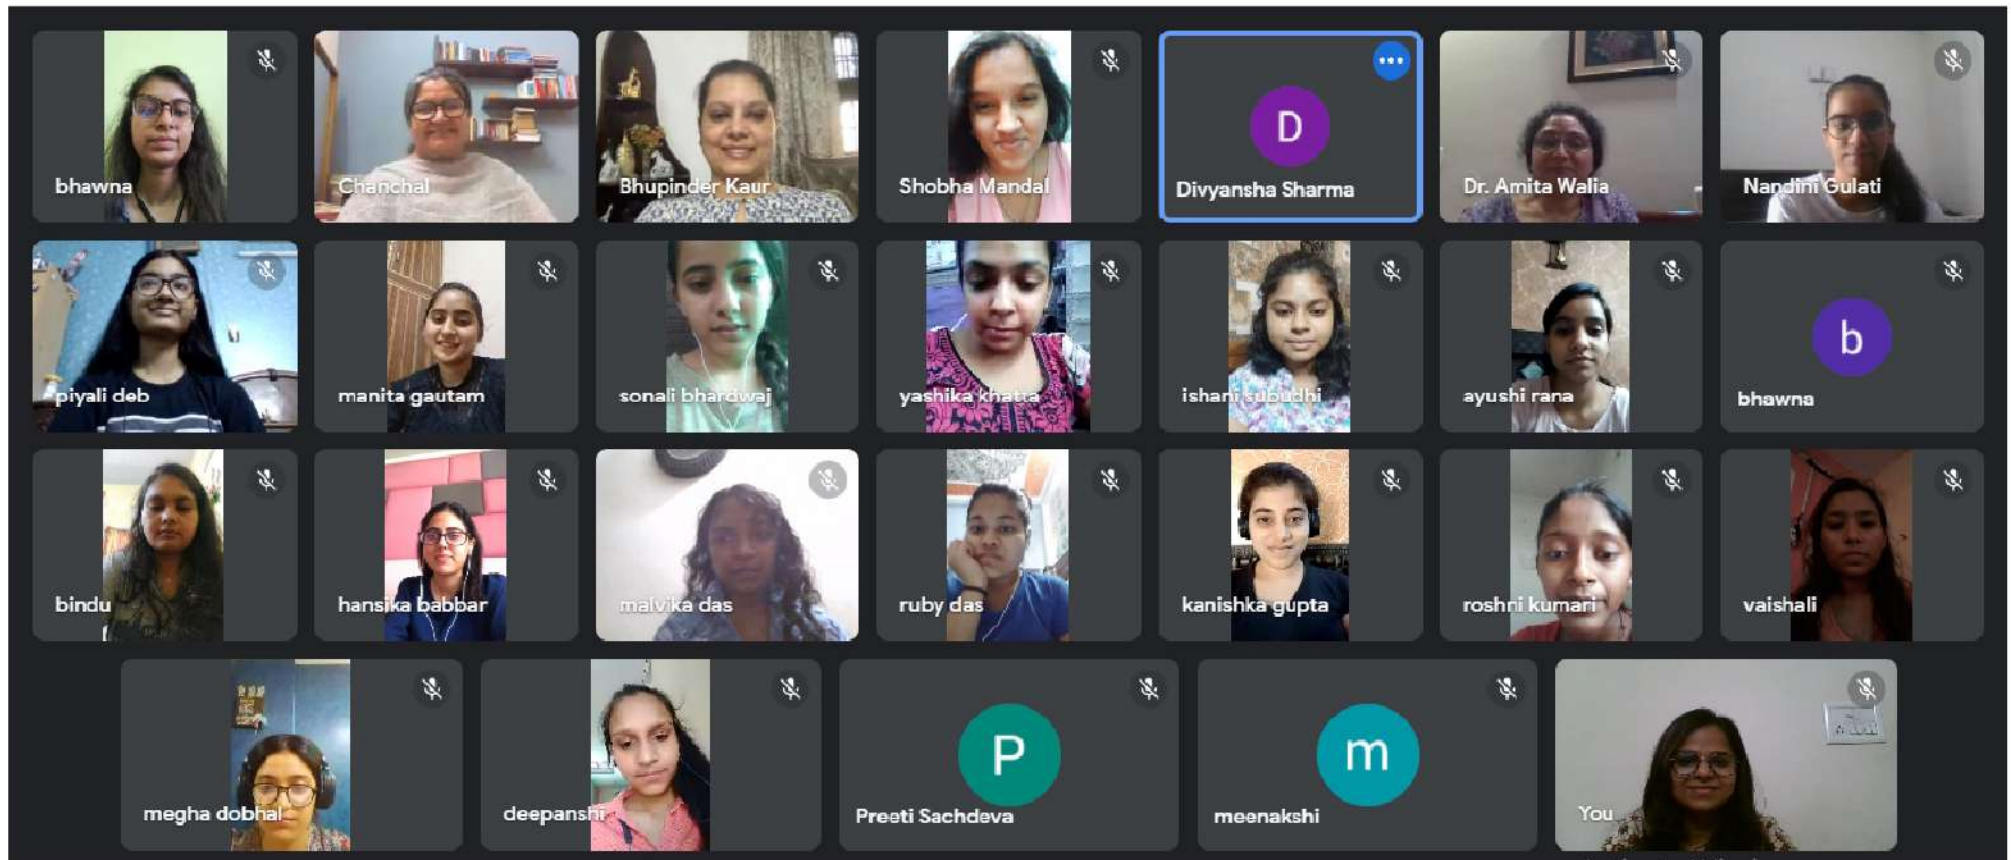 bhawna
Chanchal
Bhupinder Kaur
Shobha Mandal
D
Divyansha Sharma
Dr. Amita Walia
Nandini Gulati
piyali deb
manita gautam
sonali bhardwaj
yashika khatta
ishani subudhi
ayushi rana
b
bhawna
bindu
hansika babbar
malvika das
ruby das
kanishka gupta
roshni kumari
vaishali
megha dobhal
deepanshi
P
Preeti Sachdeva
m
meenakshi
You